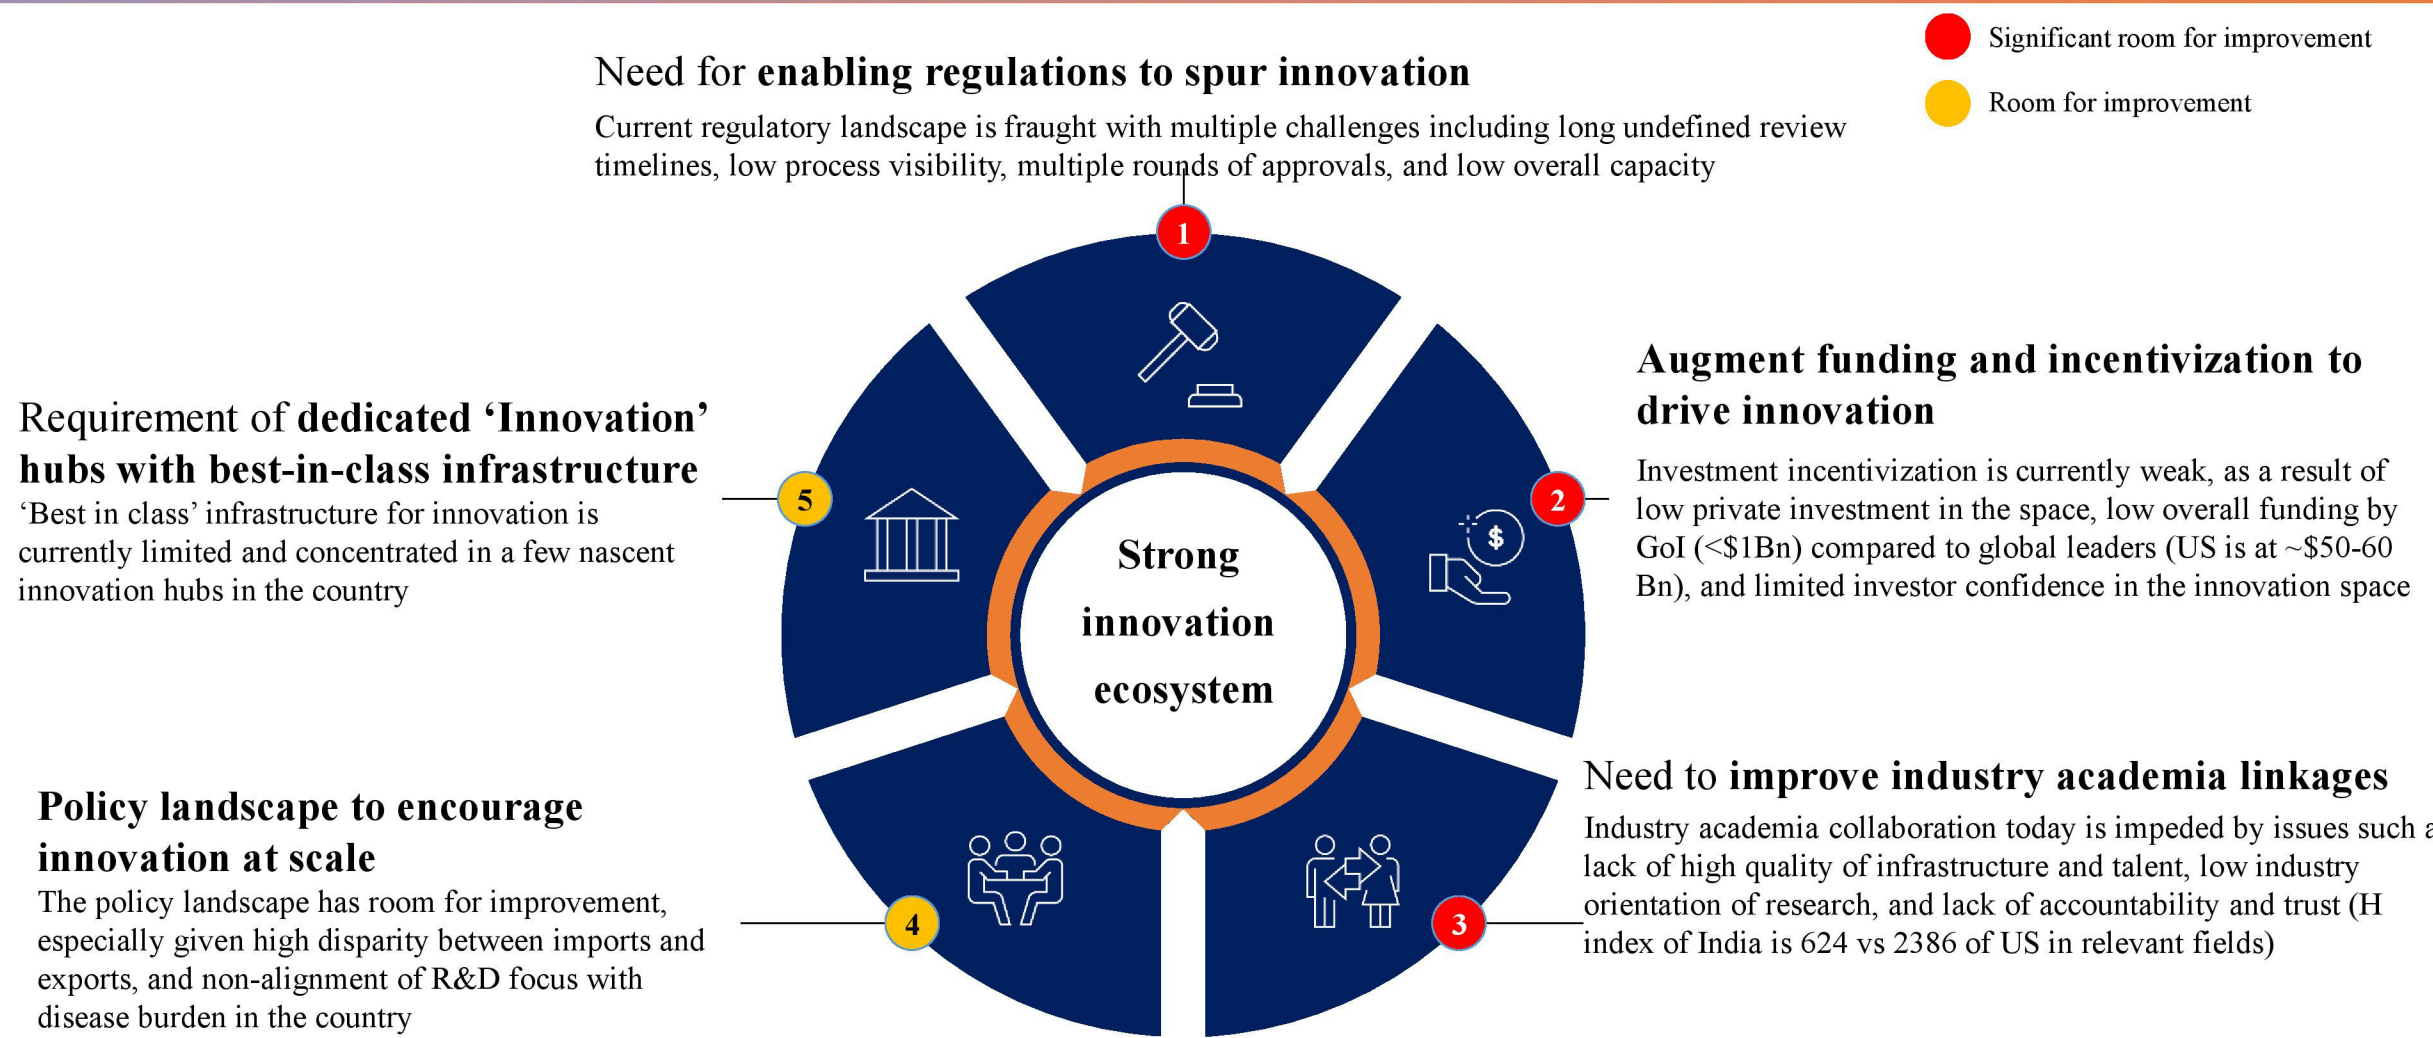 Significant room for improvement
Room for improvement
Need for enabling regulations to spur innovation
Current regulatory landscape is fraught with multiple challenges including long undefined review
timelines, low process visibility, multiple rounds of approvals, and low overall capacity
1
Augment funding and incentivization to
drive innovation
Investment incentivization is currently weak, as a result of
low private investment in the space, low overall funding by
GoI (<$1Bn) compared to global leaders (US is at ~$50-60
Bn), and limited investor confidence in the innovation space
2
$
Need to improve industry academia linkages
Industry academia collaboration today is impeded by issues such
lack of high quality of infrastructure and talent, low industry
orientation of research, and lack of accountability and trust (H
index of India is 624 vs 2386 of US in relevant fields)
3
Policy landscape to encourage
innovation at scale
The policy landscape has room for improvement,
especially given high disparity between imports and
exports, and non-alignment of R&D focus with
disease burden in the country
4
Requirement of dedicated ‘Innovation’
hubs with best-in-class infrastructure
‘Best in class’ infrastructure for innovation is
currently limited and concentrated in a few nascent
innovation hubs in the country
5
Strong
innovation
ecosystem